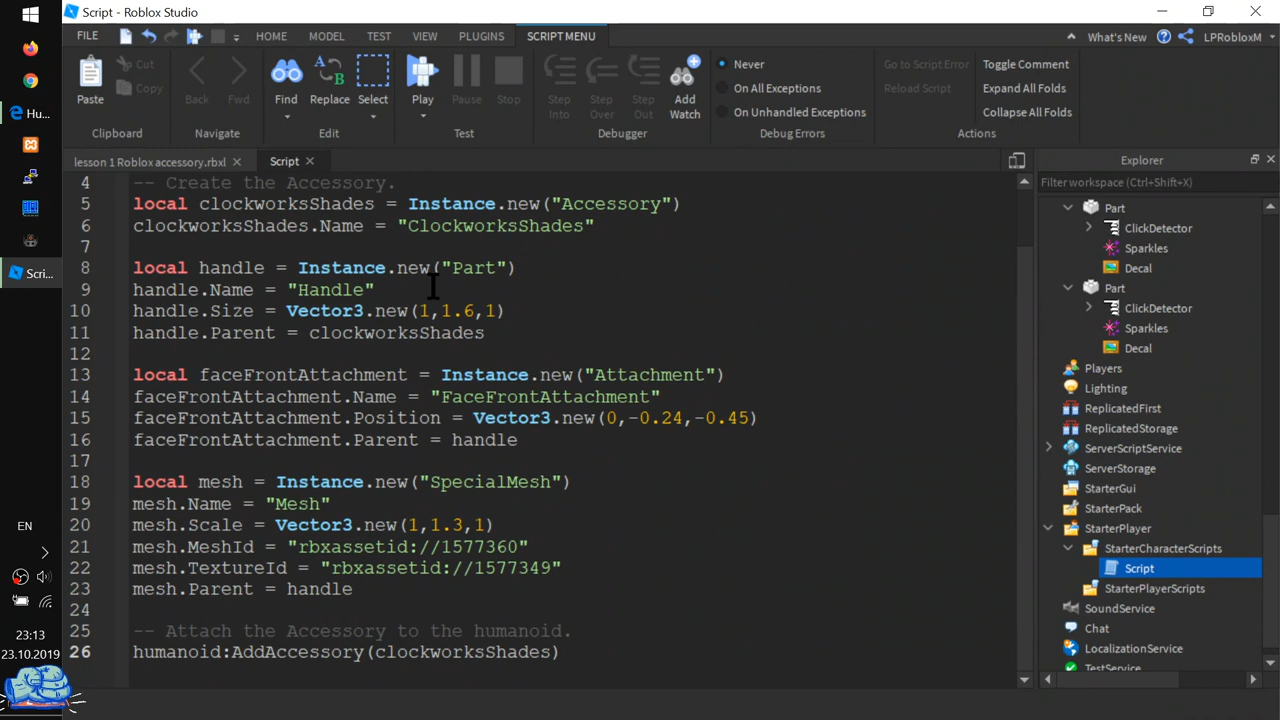 Script - Roblox Studio
FILE HOME MODEL TEST VIEW PLUGINS SCRIPT MENU What's New LPRobloxM
Paste Cut Copy Back Fwd Find Replace Select Play Pause Stop Step Into Step Over Step Out Add Watch
Never
On All Exceptions
On Unhandled Exceptions
Go to Script Error
Reload Script
Toggle Comment
Expand All Folds
Collapse All Folds
Clipboard Navigate Edit Test Debugger Debug Errors Actions
lesson 1 Roblox accessory.rbxl Script
4 -- Create the Accessory.
5 local clockworksShades = Instance.new("Accessory")
6 clockworksShades.Name = "ClockworksShades"
7
8 local handle = Instance.new("Part")
9 handle.Name = "Handle"
10 handle.Size = Vector3.new(1,1.6,1)
11 handle.Parent = clockworksShades
12
13 local faceFrontAttachment = Instance.new("Attachment")
14 faceFrontAttachment.Name = "FaceFrontAttachment"
15 faceFrontAttachment.Position = Vector3.new(0,-0.24,-0.45)
16 faceFrontAttachment.Parent = handle
17
18 local mesh = Instance.new("SpecialMesh")
19 mesh.Name = "Mesh"
20 mesh.Scale = Vector3.new(1,1.3,1)
21 mesh.MeshId = "rbxassetid://1577360"
22 mesh.TextureId = "rbxassetid://1577349"
23 mesh.Parent = handle
24
25 -- Attach the Accessory to the humanoid.
26 humanoid:AddAccessory(clockworksShades)
Explorer
Filter workspace (Ctrl+Shift+X)
Part
ClickDetector
Sparkles
Decal
Part
ClickDetector
Sparkles
Decal
Players
Lighting
ReplicatedFirst
ReplicatedStorage
ServerScriptService
ServerStorage
StarterGui
StarterPack
StarterPlayer
StarterCharacterScripts
Script
StarterPlayerScripts
SoundService
Chat
LocalizationService
TestService
Hu...
Scri...
EN
23:13
23.10.2019